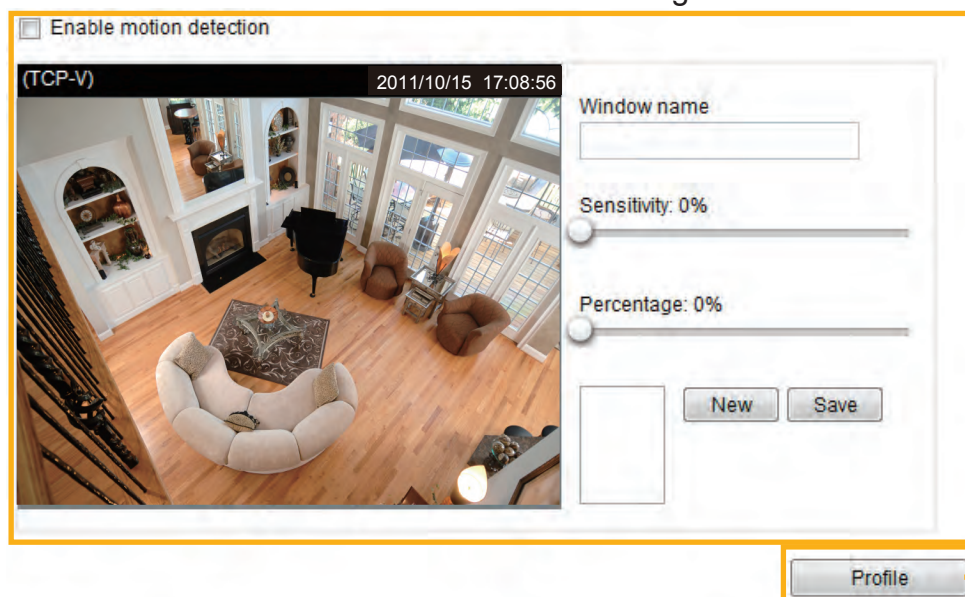 Enable motion detection
(TCP-V) 2011/10/15 17:08:56
Window name
Sensitivity: 0%
Percentage: 0%
New Save
Profile